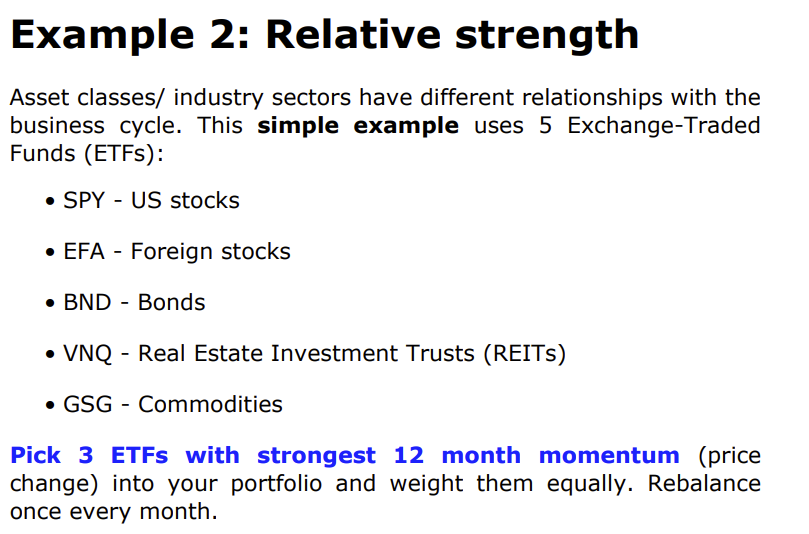 Example 2: Relative strength
Asset classes/ industry sectors have different relationships with the
business cycle. This simple example uses 5 Exchange-Traded
Funds (ETFs):
• SPY - US stocks
• EFA - Foreign stocks
• BND - Bonds
• VNQ - Real Estate Investment Trusts (REITs)
• GSG - Commodities
Pick 3 ETFs with strongest 12 month momentum (price
change) into your portfolio and weight them equally. Rebalance
once every month.